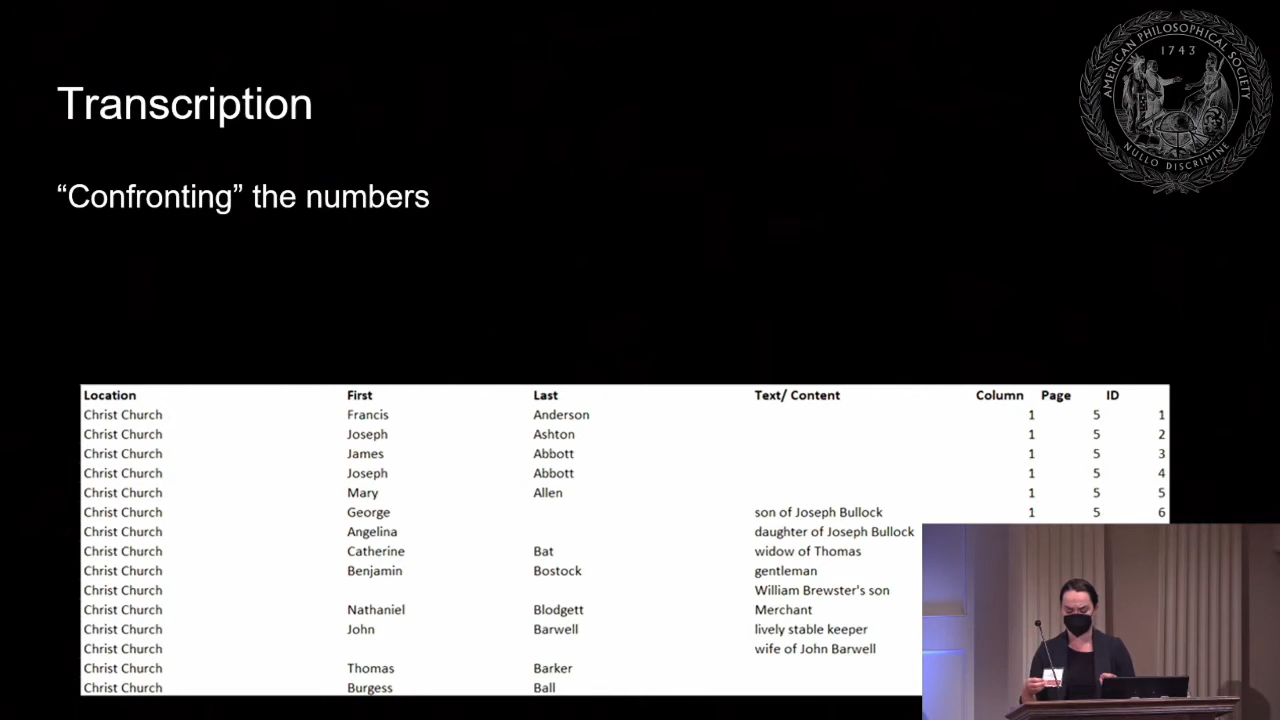 AMERICAN PHILOSOPHICAL SOCIETY
1743
NULLO DISCRIMINE
Transcription
“Confronting” the numbers
Location First Last Text/ Content Column Page ID
Christ Church Francis Anderson 1 5 1
Christ Church Joseph Ashton 1 5 2
Christ Church James Abbott 1 5 3
Christ Church Joseph Abbott 1 5 4
Christ Church Mary Allen 1 5 5
Christ Church George son of Joseph Bullock 1 5 6
Christ Church Angelina daughter of Joseph Bullock
Christ Church Catherine Bat widow of Thomas
Christ Church Benjamin Bostock gentleman
Christ Church William Brewster's son
Christ Church Nathaniel Blodgett Merchant
Christ Church John Barwell lively stable keeper
Christ Church wife of John Barwell
Christ Church Thomas Barker
Christ Church Burgess Ball